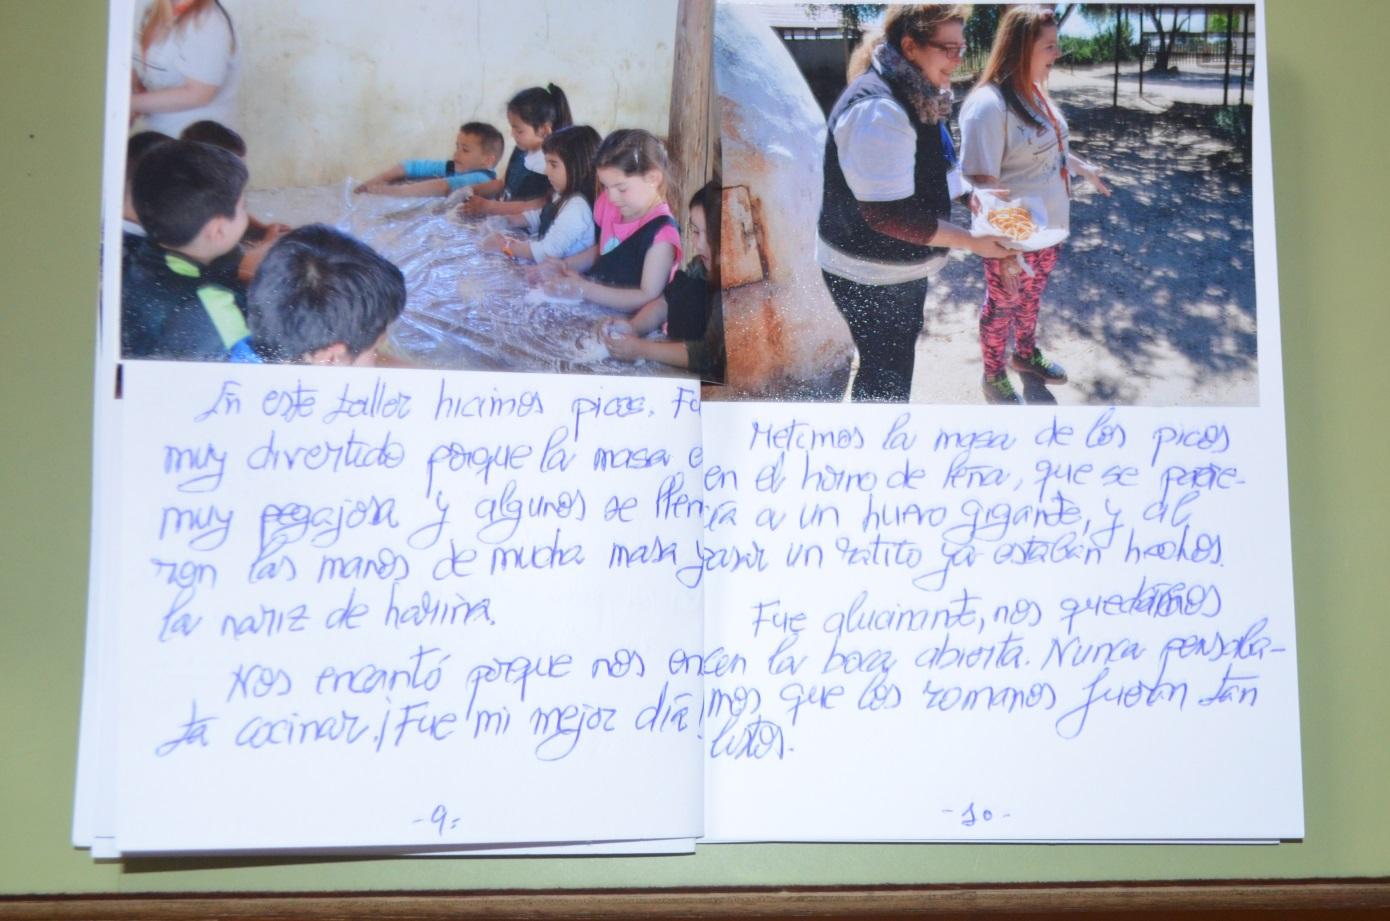 En este taller hicimos picos. Fu
muy divertido porque la masa e
muy pegajosa y algunos se llena
ron las manos de mucha masa y
la nariz de harina.
Nos encantó porque nos encan
ta cocinar. ¡Fue mi mejor día!
-9-
Metimos la masa de los picos
en el horno de leña, que se pare-
cía a un huevo gigante, y al
pasar un ratito ya estaban hechos.
Fue alucinante, nos quedamos
con la boca abierta. Nunca pensába-
mos que los romanos fueran tan
listos.
-10-